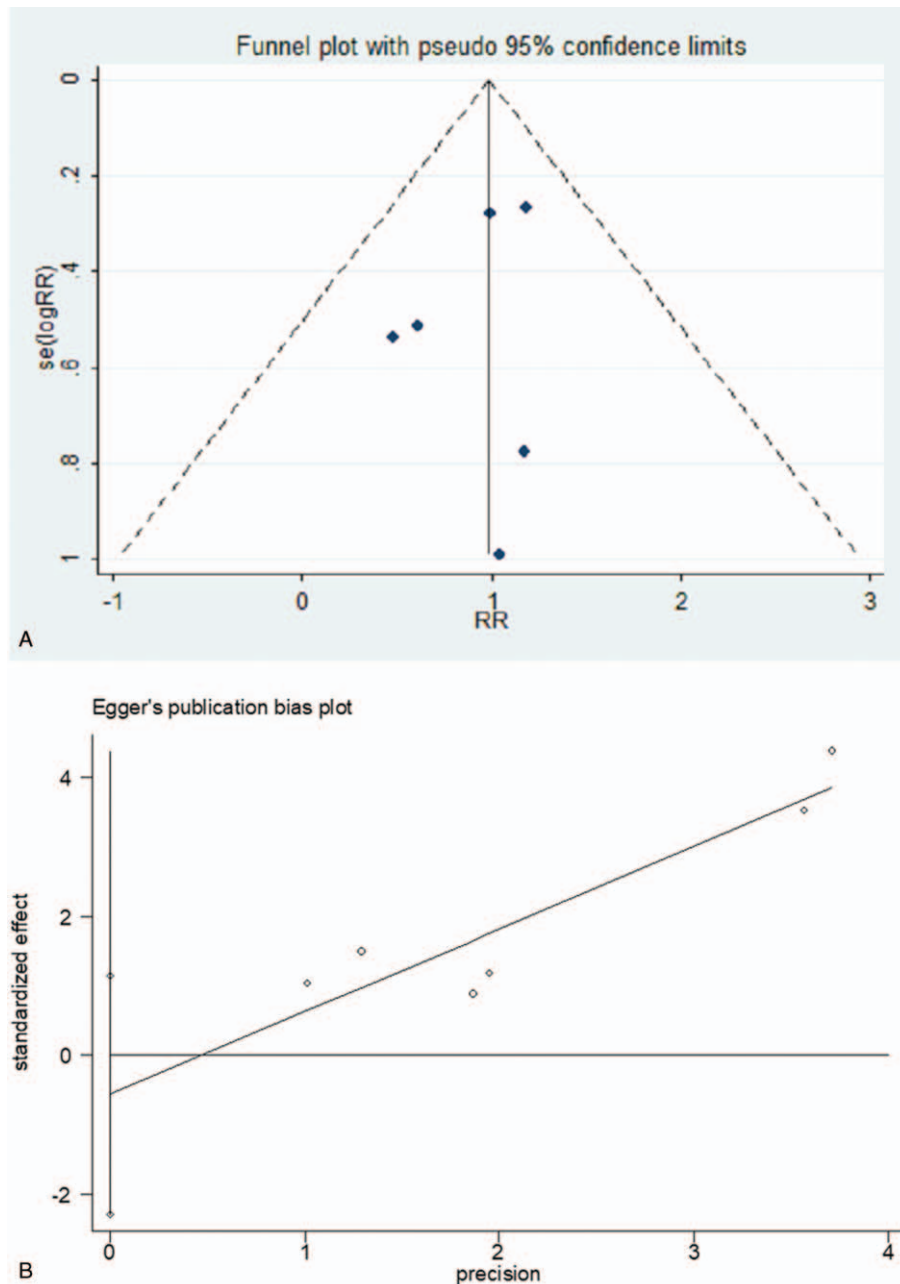 Funnel plot with pseudo 95% confidence limits
0
.2
.4
.6
.8
1
se(logRR)
-1 0 1 2 3
RR
A
Egger's publication bias plot
4
2
0
-2
standardized effect
0 1 2 3 4
precision
B